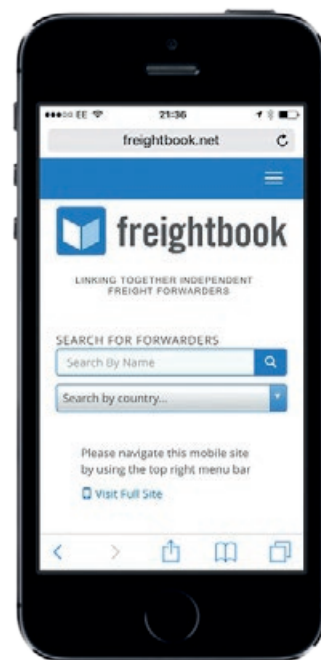 EE 21:36
freightbook.net
freightbook
LINKING TOGETHER INDEPENDENT
FREIGHT FORWARDERS
SEARCH FOR FORWARDERS
Search By Name
Search by country...
Please navigate this mobile site
by using the top right menu bar
Visit Full Site